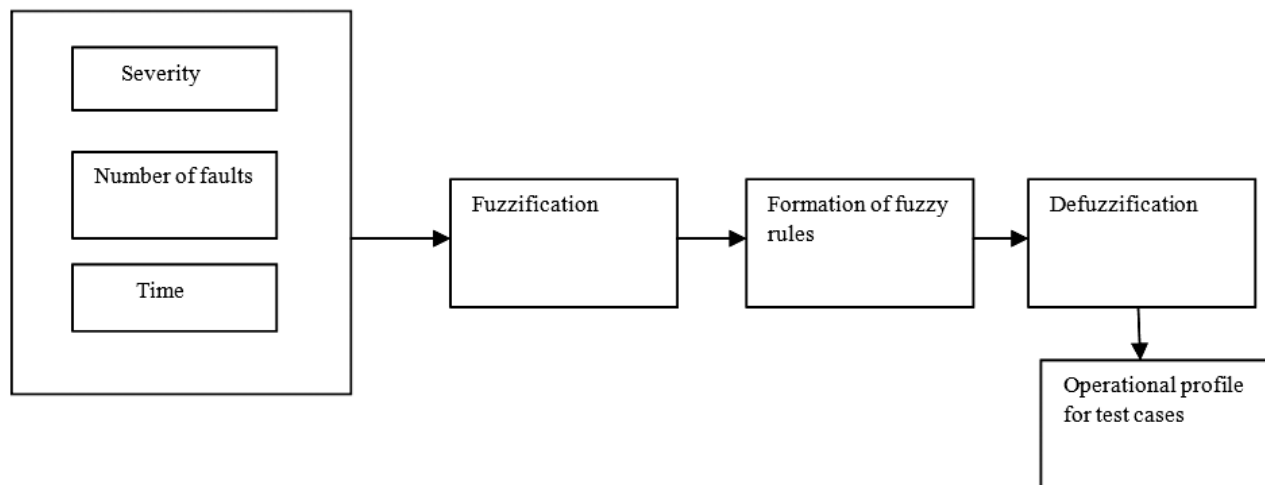 Severity
Number of faults
Time
Fuzzification
Formation of fuzzy
rules
Defuzzification
Operational profile
for test cases